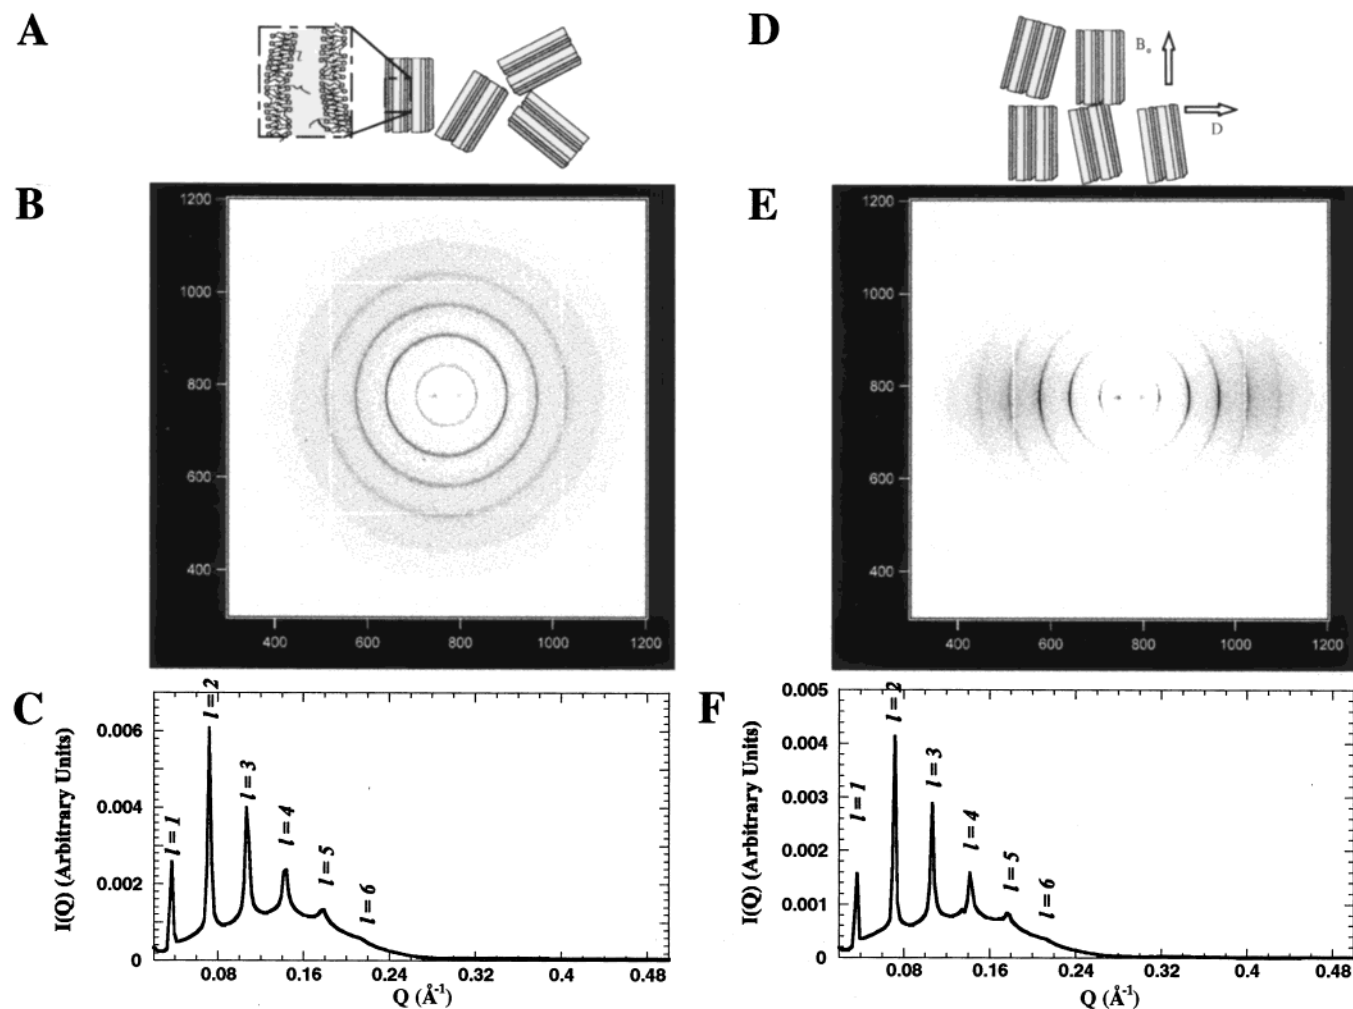 A
D
B₀
D
B
1200
1000
800
600
400
400 600 800 1000 1200
E
1200
1000
800
600
400
400 600 800 1000 1200
C
I(Q) (Arbitrary Units)
0.006
0.004
0.002
0
l = 1
l = 2
l = 3
l = 4
l = 5
l = 6
0.08 0.16 0.24 0.32 0.4 0.48
Q (Å⁻¹)
F
I(Q) (Arbitrary Units)
0.005
0.004
0.003
0.002
0.001
0
l = 1
l = 2
l = 3
l = 4
l = 5
l = 6
0.08 0.16 0.24 0.32 0.4 0.48
Q (Å⁻¹)